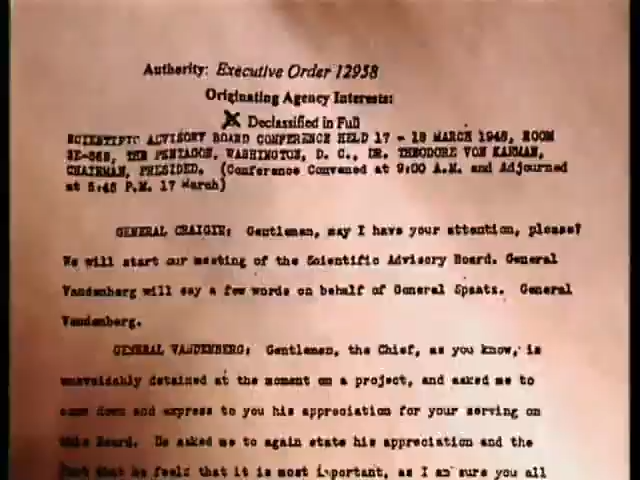 Authority: Executive Order 12958
Originating Agency Interests:
X Declassified in Full
SCIENTIFIC ADVISORY BOARD CONFERENCE HELD 17 - 18 MARCH 1948, ROOM
THE PENTAGON, WASHINGTON, D. C., DR. THEODORE VON KARMAN,
CHAIRMAN, PRESIDED. (Conference Convened at 9:00 A.M. and Adjourned
at 5:45 P.M. 17 March)
GENERAL CRAIGIE: Gentlemen, may I have your attention, please?
We will start our meeting of the Scientific Advisory Board. General
Vandenberg will say a few words on behalf of General Spaatz. General
Vandenberg.
GENERAL VANDENBERG: Gentlemen, the Chief, as you know, is
unavoidably detained at the moment on a project, and asked me to
come down and express to you his appreciation for your serving on
this Board. He asked me to again state his appreciation and the
fact that he feels that it is most important, as I am sure you all